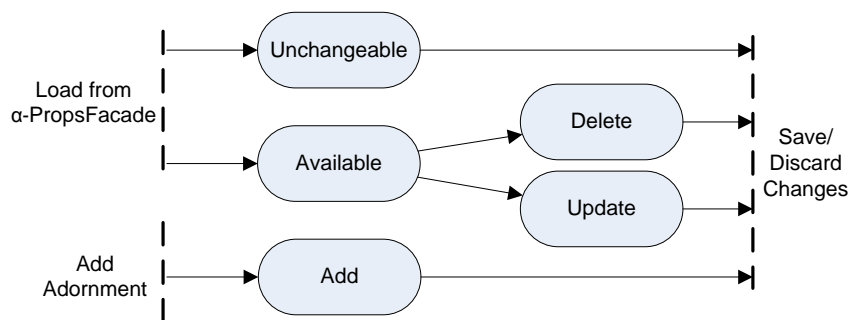 Unchangeable
Load from
α-PropsFacade
Delete
Available
Save/
Discard
Changes
Update
Add
Adornment
Add